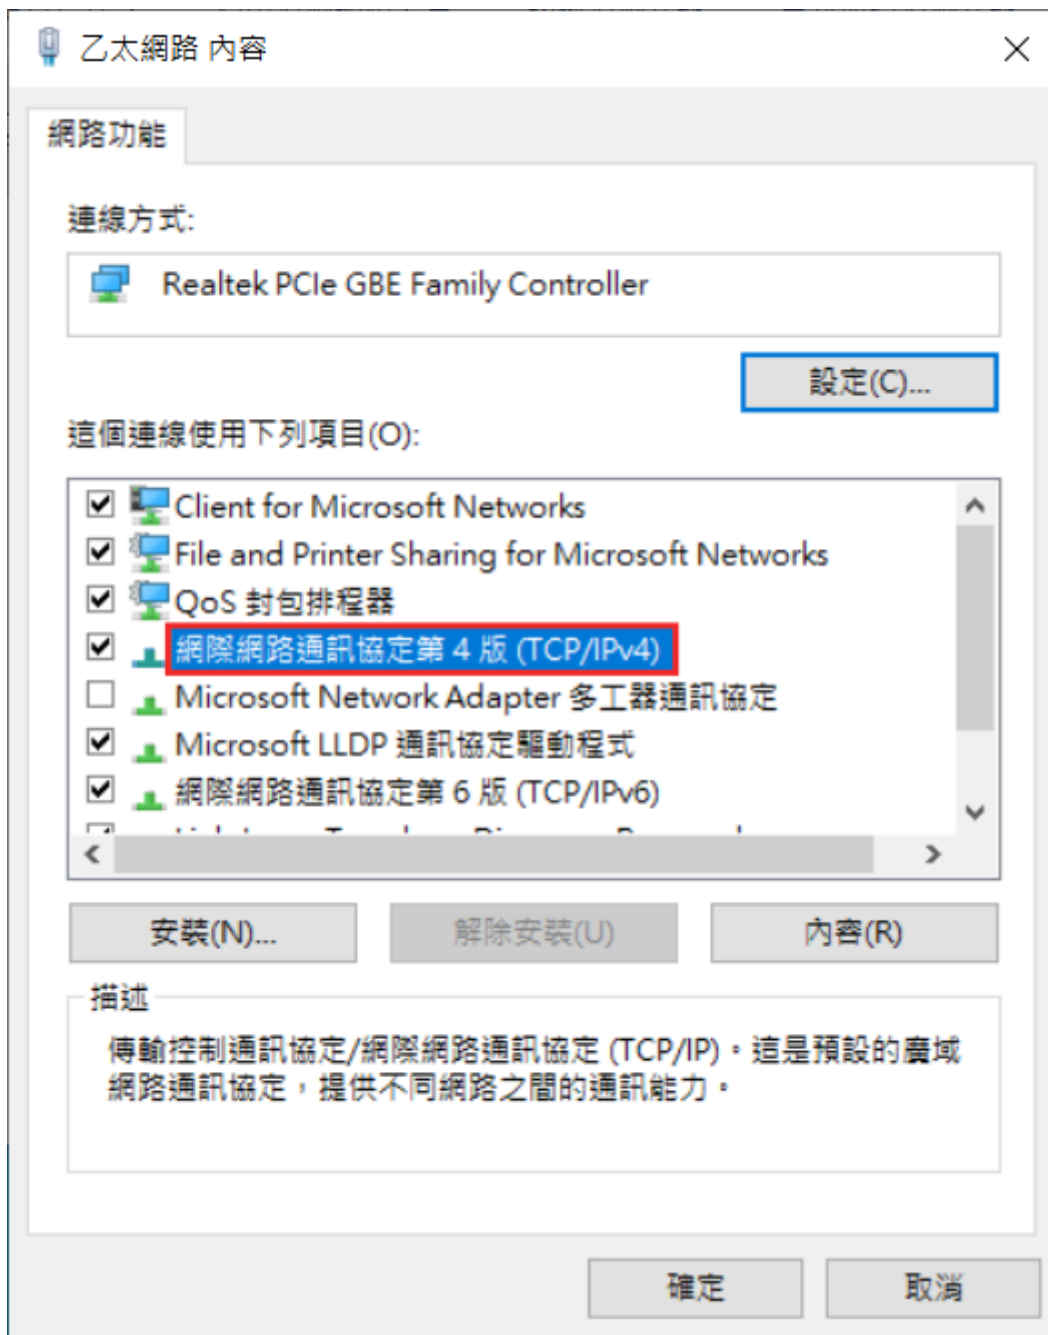 乙太網路 內容
網路功能
連線方式:
Realtek PCIe GBE Family Controller
設定(C)...
這個連線使用下列項目(O):
Client for Microsoft Networks
File and Printer Sharing for Microsoft Networks
QoS 封包排程器
網際網路通訊協定第 4 版 (TCP/IPv4)
Microsoft Network Adapter 多工器通訊協定
Microsoft LLDP 通訊協定驅動程式
網際網路通訊協定第 6 版 (TCP/IPv6)
安裝(N)...
解除安裝(U)
內容(R)
描述
傳輸控制通訊協定/網際網路通訊協定 (TCP/IP)。這是預設的廣域
網路通訊協定，提供不同網路之間的通訊能力。
確定
取消